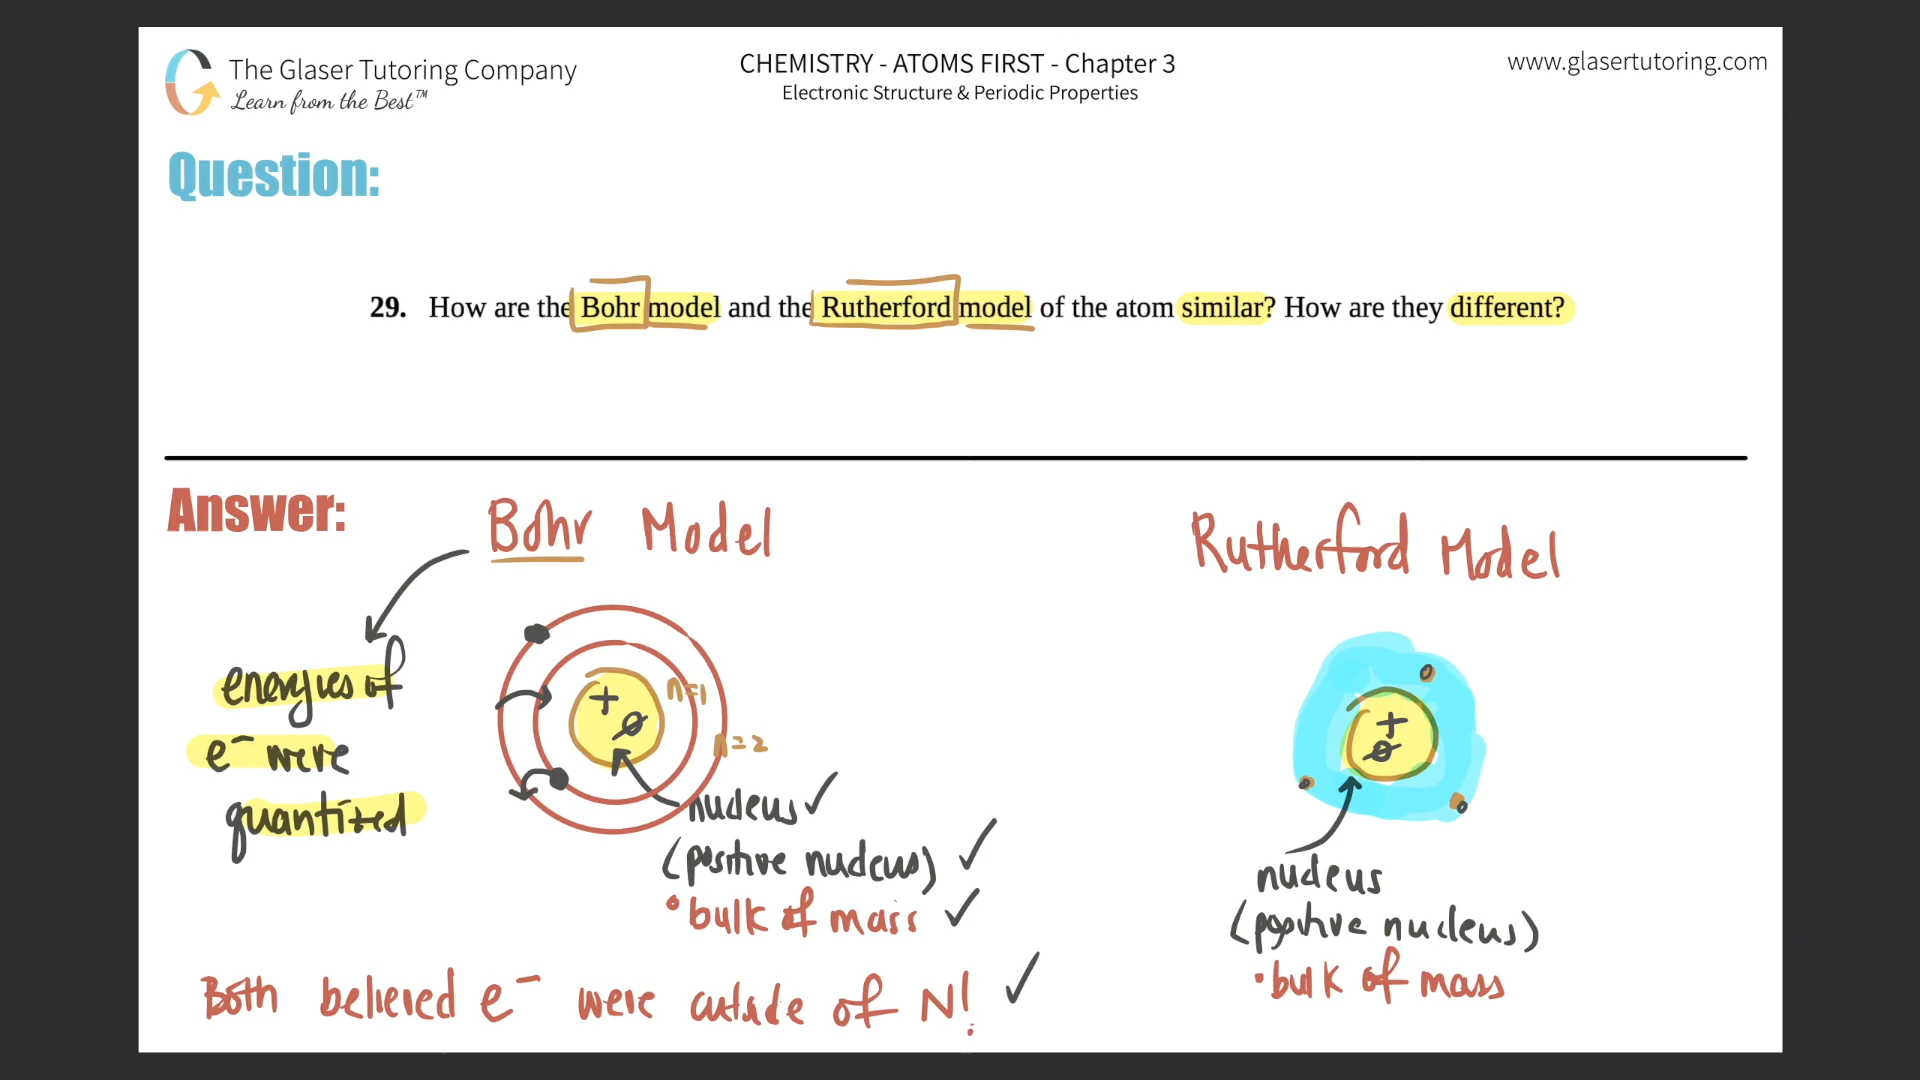 The Glaser Tutoring Company
Learn from the Best™
CHEMISTRY - ATOMS FIRST - Chapter 3
Electronic Structure & Periodic Properties
www.glasertutoring.com
Question:
29. How are the Bohr model and the Rutherford model of the atom similar? How are they different?
Answer:
Bohr Model
energies of
e⁻ were
quantized
+
n=1
n=2
nucleus ✓
(positive nucleus) ✓
•bulk of mass ✓
Both believed e⁻ were outside of N! ✓
Rutherford Model
+
nucleus
(positive nucleus)
•bulk of mass